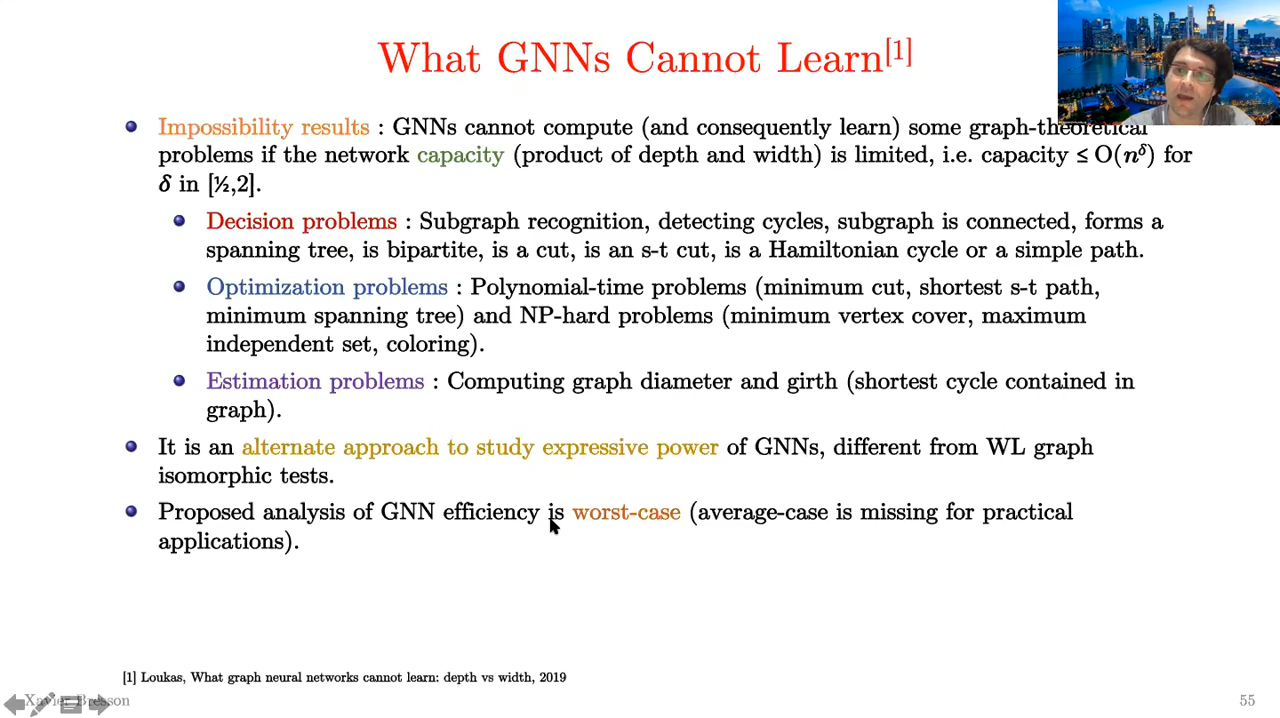 What GNNs Cannot Learn[1]
Impossibility results : GNNs cannot compute (and consequently learn) some graph-theoretical
problems if the network capacity (product of depth and width) is limited, i.e. capacity ≤ O(n^δ) for
δ in [½,2].
Decision problems : Subgraph recognition, detecting cycles, subgraph is connected, forms a
spanning tree, is bipartite, is a cut, is an s-t cut, is a Hamiltonian cycle or a simple path.
Optimization problems : Polynomial-time problems (minimum cut, shortest s-t path,
minimum spanning tree) and NP-hard problems (minimum vertex cover, maximum
independent set, coloring).
Estimation problems : Computing graph diameter and girth (shortest cycle contained in
graph).
It is an alternate approach to study expressive power of GNNs, different from WL graph
isomorphic tests.
Proposed analysis of GNN efficiency is worst-case (average-case is missing for practical
applications).
[1] Loukas, What graph neural networks cannot learn: depth vs width, 2019
Xavier Bresson
55